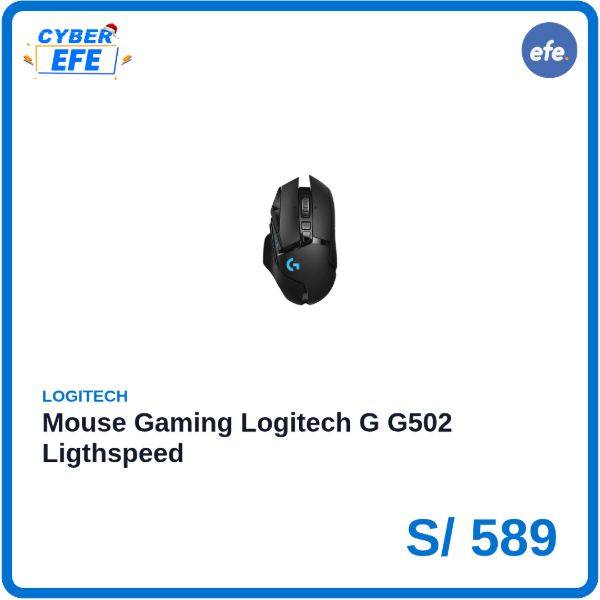 CYBER
EFE
efe.
LOGITECH
Mouse Gaming Logitech G G502
Ligthspeed
S/ 589